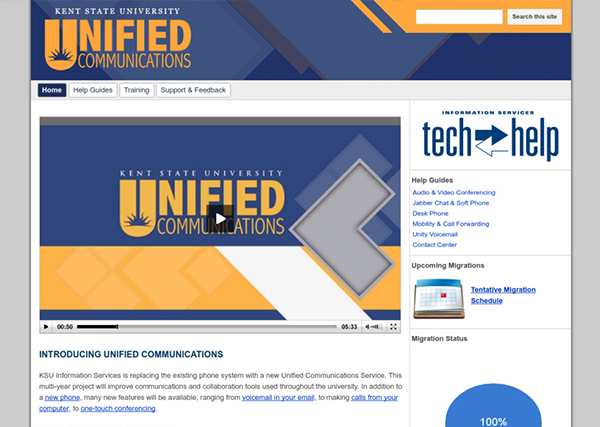 KENT STATE UNIVERSITY
UNIFIED
COMMUNICATIONS
Search this site
Home Help Guides Training Support & Feedback
KENT STATE UNIVERSITY
UNIFIED
COMMUNICATIONS
00:50 05:33
INTRODUCING UNIFIED COMMUNICATIONS
KSU Information Services is replacing the existing phone system with a new Unified Communications Service. This
multi-year project will improve communications and collaboration tools used throughout the university. In addition to
a new phone, many new features will be available, ranging from voicemail in your email, to making calls from your
computer, to one-touch conferencing.
INFORMATION SERVICES
tech help
Help Guides
Audio & Video Conferencing
Jabber Chat & Soft Phone
Desk Phone
Mobility & Call Forwarding
Unity Voicemail
Contact Center
Upcoming Migrations
Tentative Migration
Schedule
Migration Status
100%